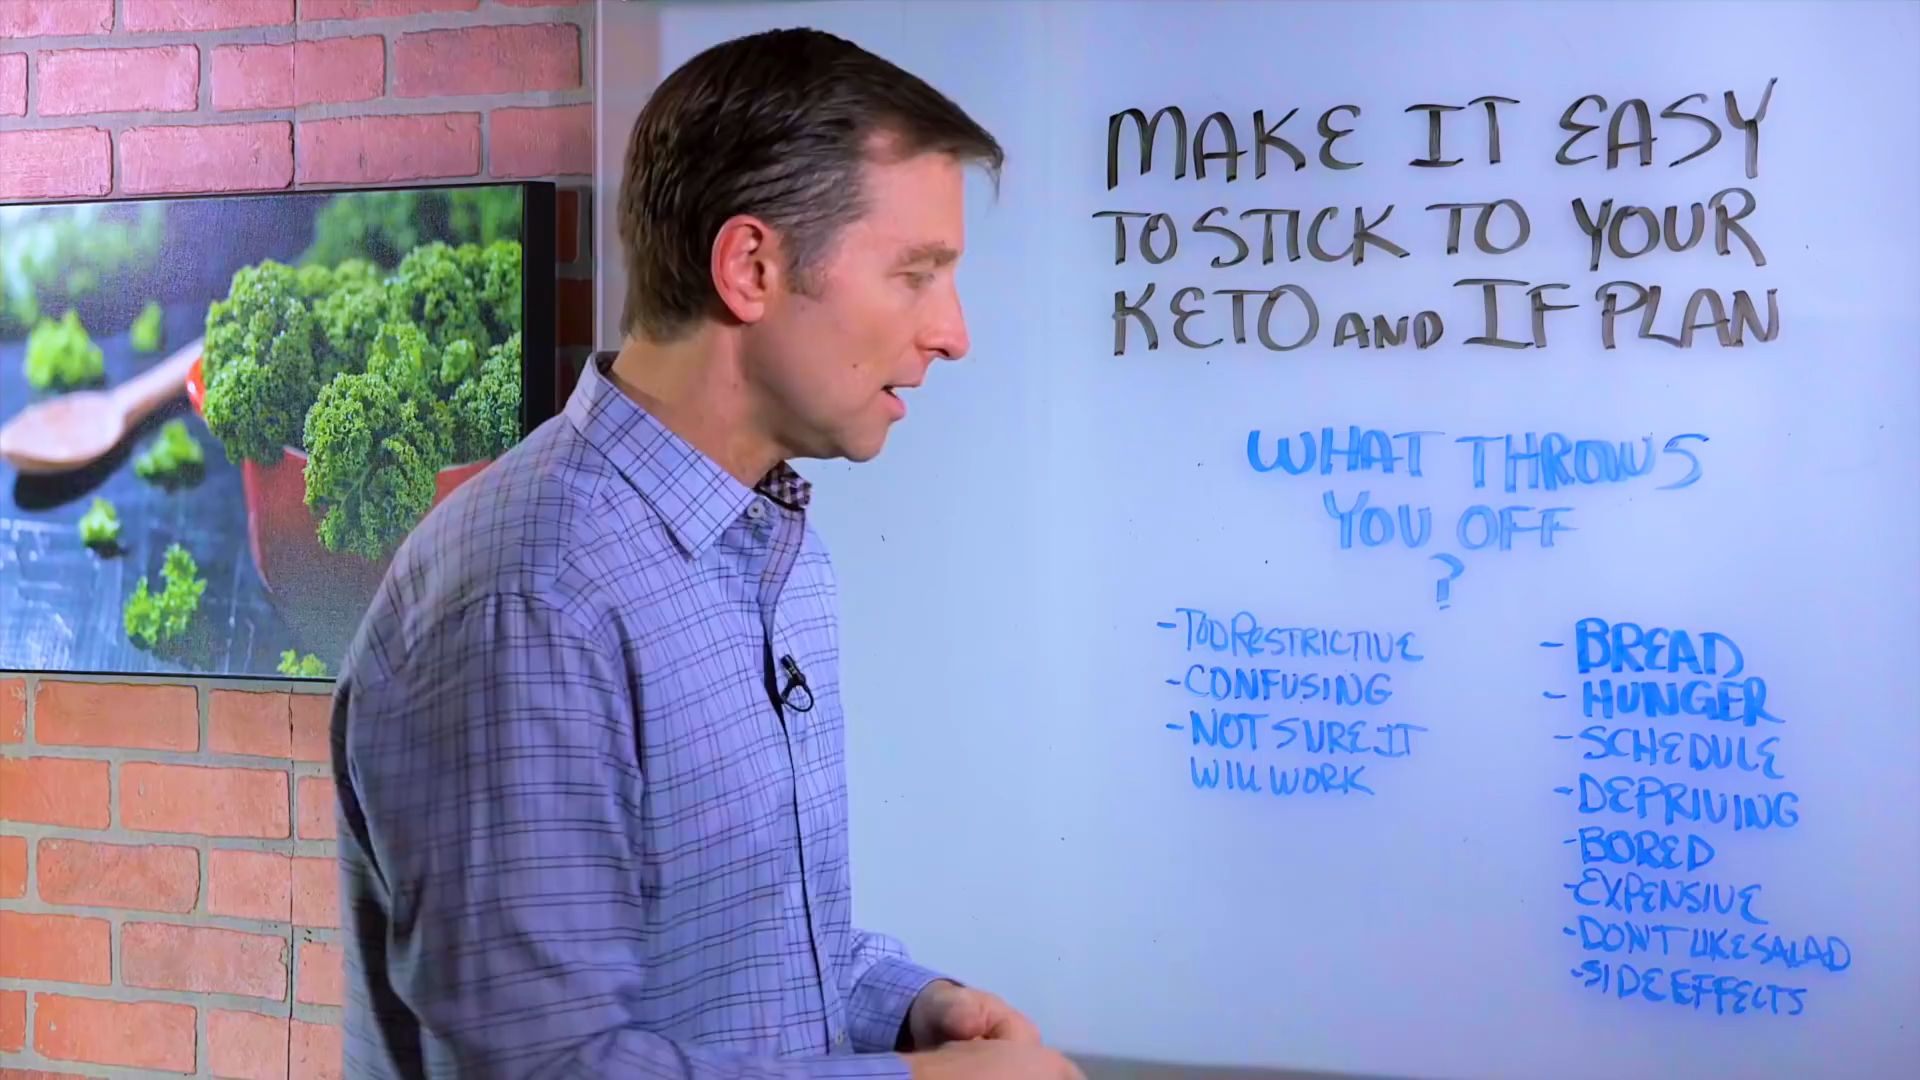 MAKE IT EASY
TO STICK TO YOUR
KETO AND IF PLAN
WHAT THROWS
YOU OFF
?
- TOO RESTRICTIVE
- CONFUSING
- NOT SURE IT
WILL WORK
- BREAD
- HUNGER
- SCHEDULE
- DEPRIVING
- BORED
- EXPENSIVE
- DON'T LIKE SALAD
- SIDE EFFECTS